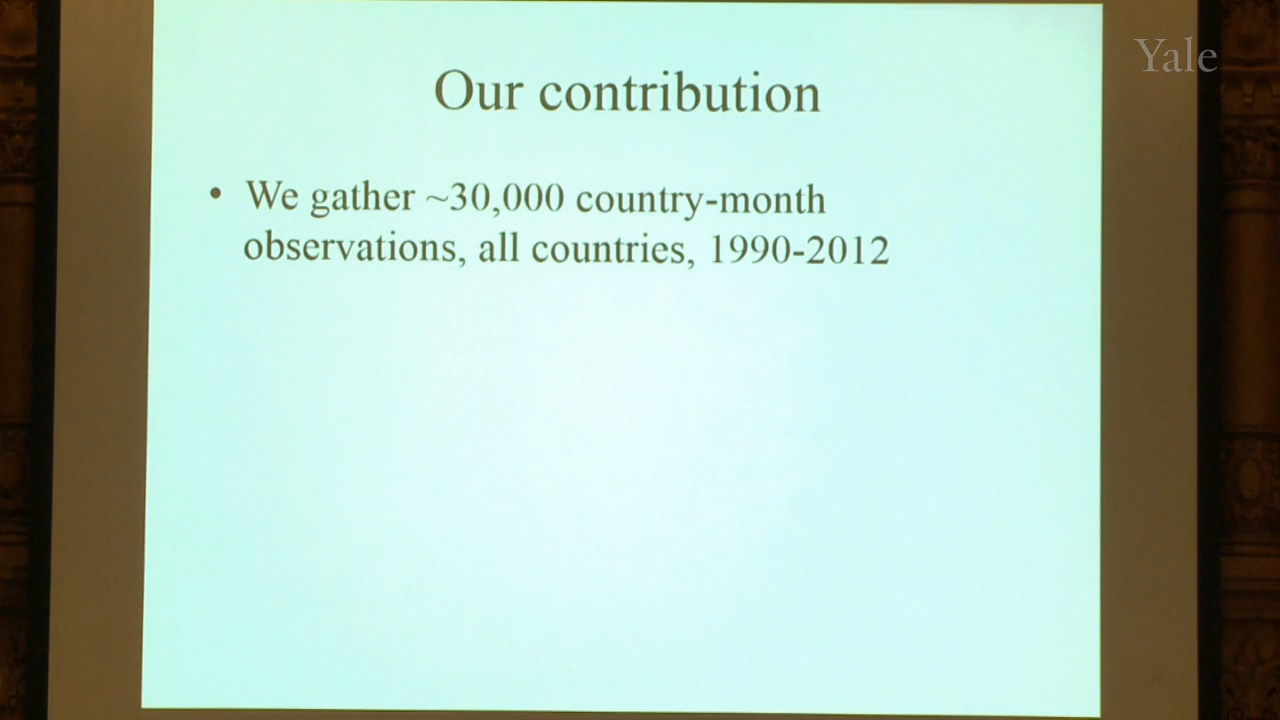 Yale
Our contribution
• We gather ~30,000 country-month
observations, all countries, 1990-2012